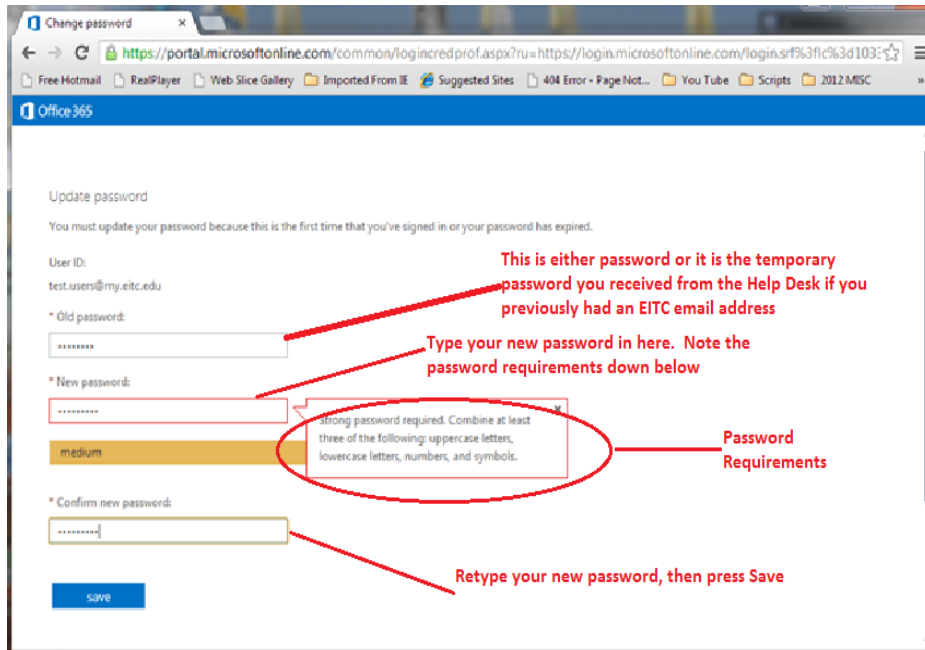 Change password ×
https://portal.microsoftonline.com/common/logincredprof.aspx?ru=https://login.microsoftonline.com/login.srf%3flc%3d103
Free Hotmail RealPlayer Web Slice Gallery Imported From IE Suggested Sites 404 Error - Page Not... You Tube Scripts 2012 MISC »
Office 365
Update password
You must update your password because this is the first time that you've signed in or your password has expired.
User ID:
test.users@my.eitc.edu
This is either password or it is the temporary
password you received from the Help Desk if you
previously had an EITC email address
* Old password:
Type your new password in here. Note the
password requirements down below
* New password:
strong password required. Combine at least
three of the following: uppercase letters,
lowercase letters, numbers, and symbols.
medium
Password
Requirements
* Confirm new password:
Retype your new password, then press Save
save